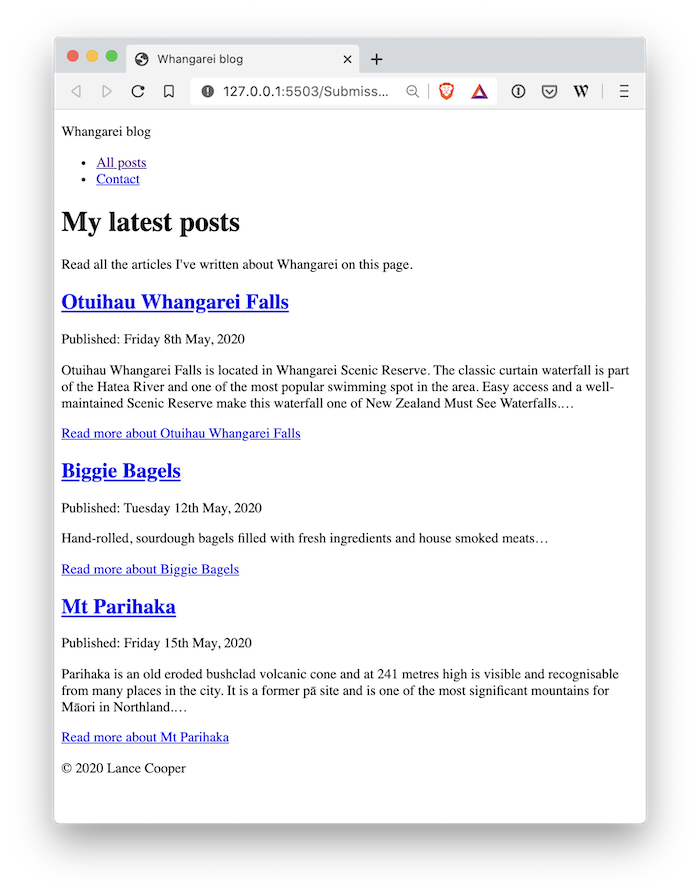 Whangarei blog
127.0.0.1:5503/Submiss...
W
Whangarei blog
All posts
Contact
My latest posts
Read all the articles I've written about Whangarei on this page.
Otuihau Whangarei Falls
Published: Friday 8th May, 2020
Otuihau Whangarei Falls is located in Whangarei Scenic Reserve. The classic curtain waterfall is part
of the Hatea River and one of the most popular swimming spot in the area. Easy access and a well-
maintained Scenic Reserve make this waterfall one of New Zealand Must See Waterfalls.…
Read more about Otuihau Whangarei Falls
Biggie Bagels
Published: Tuesday 12th May, 2020
Hand-rolled, sourdough bagels filled with fresh ingredients and house smoked meats…
Read more about Biggie Bagels
Mt Parihaka
Published: Friday 15th May, 2020
Parihaka is an old eroded bushclad volcanic cone and at 241 metres high is visible and recognisable
from many places in the city. It is a former pā site and is one of the most significant mountains for
Māori in Northland.…
Read more about Mt Parihaka
© 2020 Lance Cooper